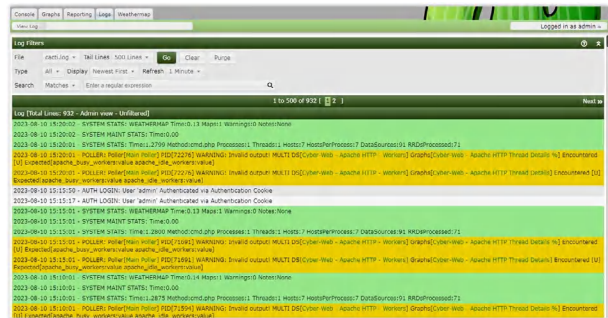 Console Graphs Reporting Logs Weathermap
View Log
Logged in as admin
Log Filters
File cacti.log Tail Lines 500 Lines Go Clear Purge
Type All Display Newest First Refresh 1 Minute
Search Matches Enter a regular expression
1 to 500 of 932 [ 1 2 ] Next
Log [Total Lines: 932 - Admin view - Unfiltered]
2023-08-10 15:20:02 - SYSTEM STATS: WEATHERMAP Time:0.13 Maps:1 Warnings:0 Notes:None
2023-08-10 15:20:02 - SYSTEM MAINT STATS: Time:0.00
2023-08-10 15:20:01 - SYSTEM STATS: Time:1.2799 Method:cmd.php Processes:1 Threads:1 Hosts:7 HostsPerProcess:7 DataSources:91 RRDsProcessed:71
2023-08-10 15:20:01 - POLLER: Poller[Main Poller] PID[72276] WARNING: Invalid output! MULTI DS[Cyber-Web - Apache HTTP - Workers] Graphs[Cyber-Web - Apache HTTP Thread Details %] Encountered
[U] Expected[apache_busy_workers:value apache_idle_workers:value]
2023-08-10 15:20:01 - POLLER: Poller[Main Poller] PID[72276] WARNING: Invalid output! MULTI DS[Cyber-Web - Apache HTTP - Workers] Graphs[Cyber-Web - Apache HTTP Thread Details] Encountered [U]
Expected[apache_busy_workers:value apache_idle_workers:value]
2023-08-10 15:15:50 - AUTH LOGIN: User 'admin' Authenticated via Authentication Cookie
2023-08-10 15:15:17 - AUTH LOGIN: User 'admin' Authenticated via Authentication Cookie
2023-08-10 15:15:01 - SYSTEM STATS: WEATHERMAP Time:0.13 Maps:1 Warnings:0 Notes:None
2023-08-10 15:15:01 - SYSTEM MAINT STATS: Time:0.00
2023-08-10 15:15:01 - SYSTEM STATS: Time:1.2800 Method:cmd.php Processes:1 Threads:1 Hosts:7 HostsPerProcess:7 DataSources:91 RRDsProcessed:71
2023-08-10 15:15:01 - POLLER: Poller[Main Poller] PID[71691] WARNING: Invalid output! MULTI DS[Cyber-Web - Apache HTTP - Workers] Graphs[Cyber-Web - Apache HTTP Thread Details %] Encountered
[U] Expected[apache_busy_workers:value apache_idle_workers:value]
2023-08-10 15:15:01 - POLLER: Poller[Main Poller] PID[71691] WARNING: Invalid output! MULTI DS[Cyber-Web - Apache HTTP - Workers] Graphs[Cyber-Web - Apache HTTP Thread Details] Encountered [U]
Expected[apache_busy_workers:value apache_idle_workers:value]
2023-08-10 15:10:01 - SYSTEM STATS: WEATHERMAP Time:0.14 Maps:1 Warnings:0 Notes:None
2023-08-10 15:10:01 - SYSTEM MAINT STATS: Time:0.00
2023-08-10 15:10:01 - SYSTEM STATS: Time:1.2875 Method:cmd.php Processes:1 Threads:1 Hosts:7 HostsPerProcess:7 DataSources:91 RRDsProcessed:71
2023-08-10 15:10:01 - POLLER: Poller[Main Poller] PID[71594] WARNING: Invalid output! MULTI DS[Cyber-Web - Apache HTTP - Workers] Graphs[Cyber-Web - Apache HTTP Thread Details %] Encountered
[U] Expected[apache_busy_workers:value apache_idle_workers:value]